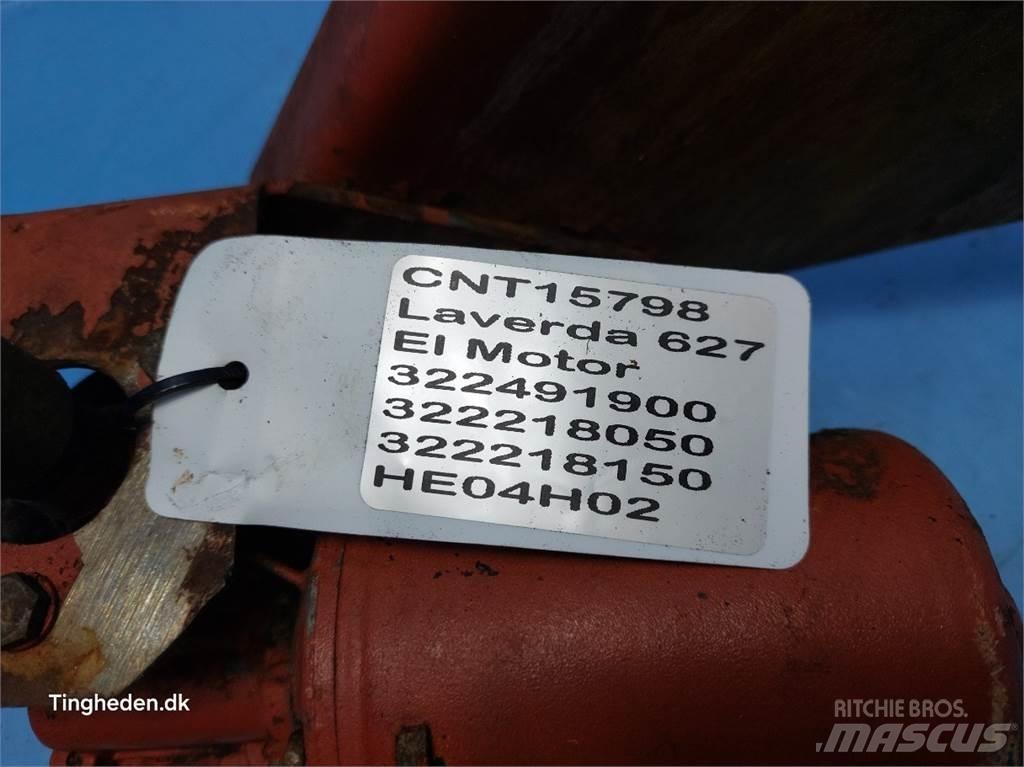 CNT15798
Laverda 627
El Motor
322491900
322218050
322218150
HE04H02
Tingheden.dk
RITCHIE BROS.
MASCUS